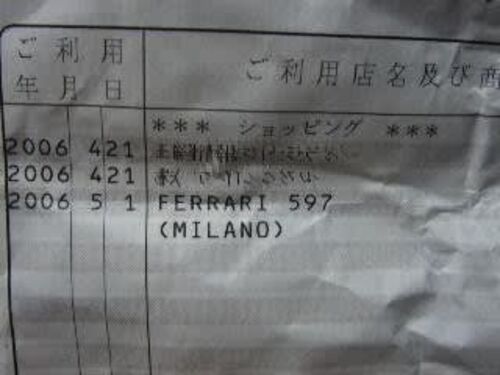 ご利用
年月日
ご利用店名及び商
*** ショッピング ***
2006 421
2006 421
2006 5 1 FERRARI 597
(MILANO)